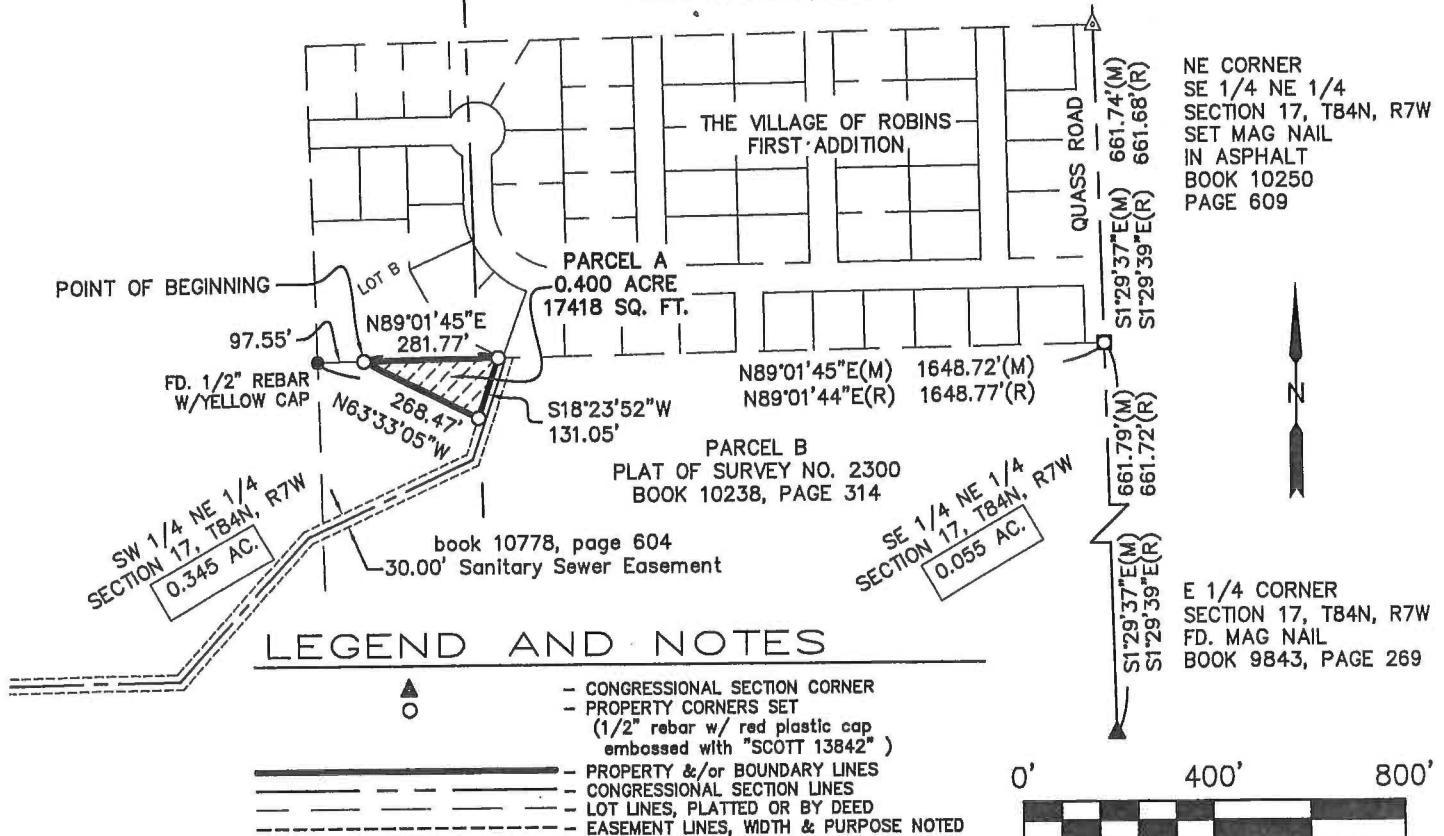 NE CORNER
SE 1/4 NE 1/4
SECTION 17, T84N, R7W
SET MAG NAIL
IN ASPHALT
BOOK 10250
PAGE 609
661.74'(M)
661.68'(R)
QUASS ROAD
S1°29'37"E(M)
S1°29'39"E(R)
THE VILLAGE OF ROBINS
FIRST ADDITION
POINT OF BEGINNING
LOT B
PARCEL A
0.400 ACRE
17418 SQ. FT.
N89°01'45"E
281.77'
97.55'
FD. 1/2" REBAR
W/YELLOW CAP
268.47'
N63°33'05"W
S18°23'52"W
131.05'
N89°01'45"E(M) 1648.72'(M)
N89°01'44"E(R) 1648.77'(R)
PARCEL B
PLAT OF SURVEY NO. 2300
BOOK 10238, PAGE 314
661.79'(M)
661.72'(R)
N
SW 1/4 NE 1/4
SECTION 17, T84N, R7W
0.345 AC.
book 10778, page 604
30.00' Sanitary Sewer Easement
SE 1/4 NE 1/4
SECTION 17, T84N, R7W
0.055 AC.
S1°29'37"E(M)
S1°29'39"E(R)
E 1/4 CORNER
SECTION 17, T84N, R7W
FD. MAG NAIL
BOOK 9843, PAGE 269
LEGEND AND NOTES
- CONGRESSIONAL SECTION CORNER
- PROPERTY CORNERS SET
(1/2" rebar w/ red plastic cap
embossed with "SCOTT 13842" )
- PROPERTY &/or BOUNDARY LINES
- CONGRESSIONAL SECTION LINES
- LOT LINES, PLATTED OR BY DEED
- EASEMENT LINES, WIDTH & PURPOSE NOTED
0' 400' 800'